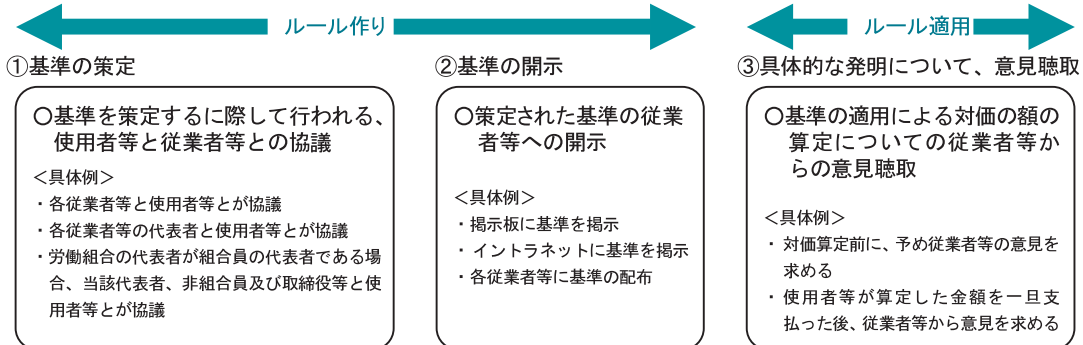 ルール作り
ルール適用
①基準の策定
〇基準を策定するに際して行われる、
使用者等と従業者等との協議
＜具体例＞
・各従業者等と使用者等とが協議
・各従業者等の代表者と使用者等とが協議
・労働組合の代表者が組合員の代表者である場
合、当該代表者、非組合員及び取締役等と使
用者等とが協議
②基準の開示
〇策定された基準の従業
者等への開示
＜具体例＞
・掲示板に基準を掲示
・イントラネットに基準を掲示
・各従業者等に基準の配布
③具体的な発明について、意見聴取
〇基準の適用による対価の額の
算定についての従業者等か
らの意見聴取
＜具体例＞
・対価算定前に、予め従業者等の意見を
求める
・使用者等が算定した金額を一旦支
払った後、従業者等から意見を求める